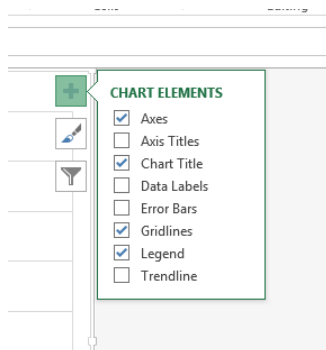 CHART ELEMENTS
Axes
Axis Titles
Chart Title
Data Labels
Error Bars
Gridlines
Legend
Trendline